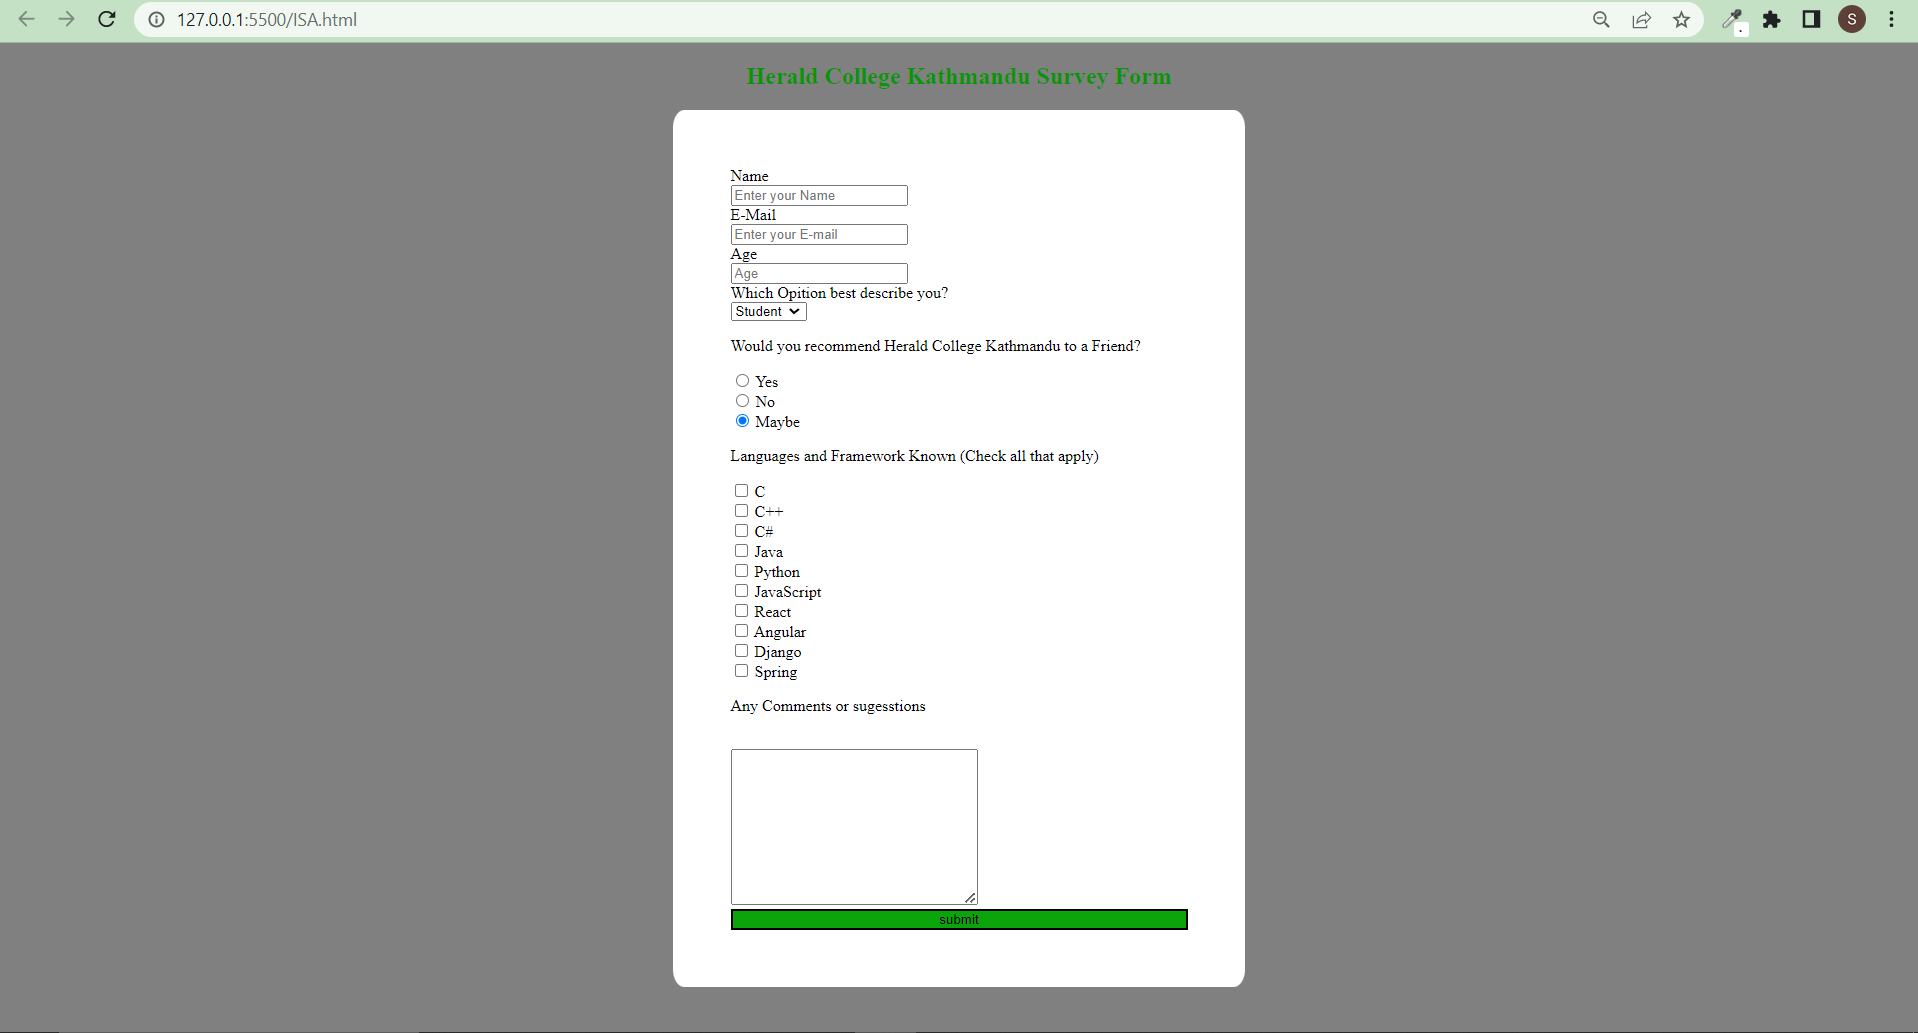 127.0.0.1:5500/ISA.html
S
Herald College Kathmandu Survey Form
Name
Enter your Name
E-Mail
Enter your E-mail
Age
Age
Which Opition best describe you?
Student
Would you recommend Herald College Kathmandu to a Friend?
Yes
No
Maybe
Languages and Framework Known (Check all that apply)
C
C++
C#
Java
Python
JavaScript
React
Angular
Django
Spring
Any Comments or sugesstions
submit